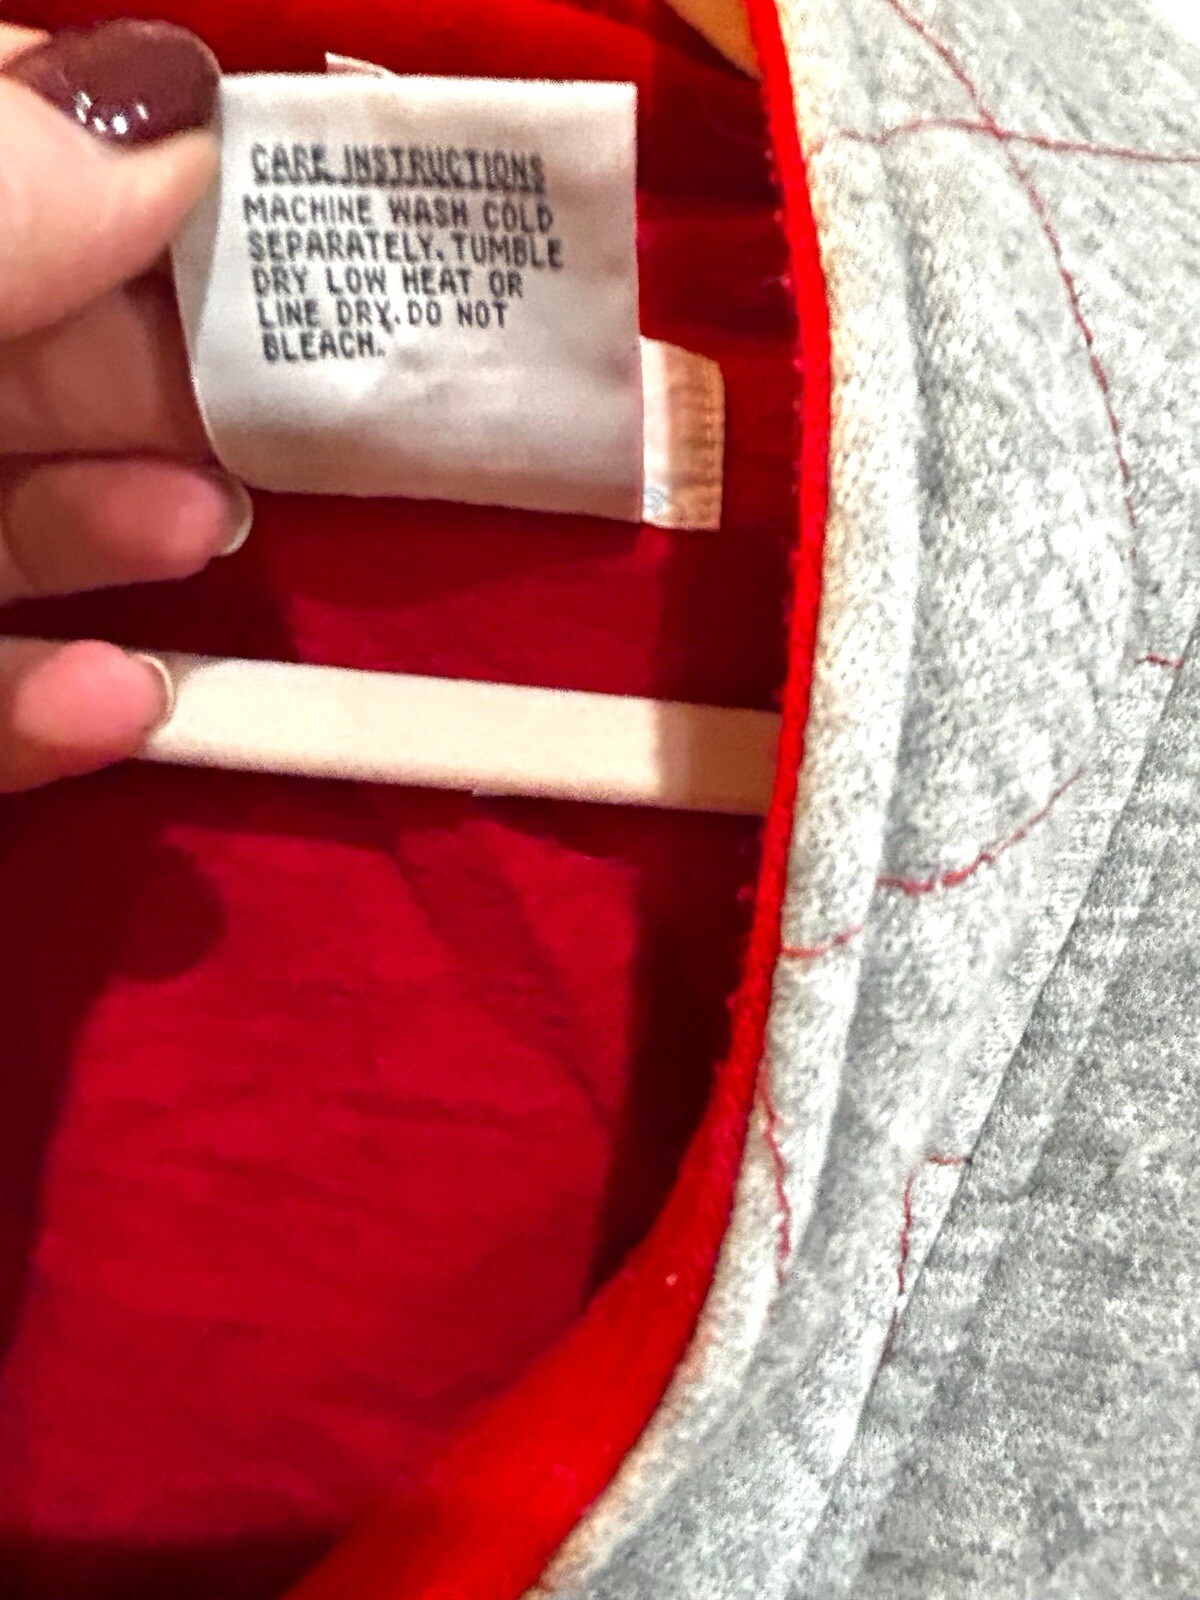 CARE INSTRUCTIONS
MACHINE WASH COLD
SEPARATELY. TUMBLE
DRY LOW HEAT OR
LINE DRY. DO NOT
BLEACH.